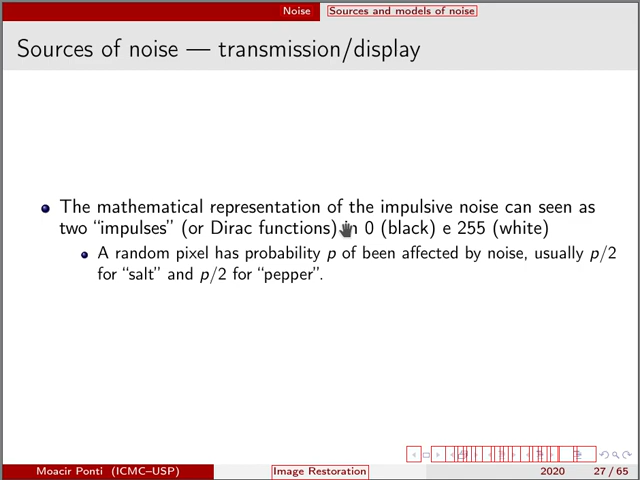 Noise Sources and models of noise
Sources of noise — transmission/display
The mathematical representation of the impulsive noise can seen as
two “impulses” (or Dirac functions) in 0 (black) e 255 (white)
A random pixel has probability p of been affected by noise, usually p/2
for “salt” and p/2 for “pepper”.
Moacir Ponti (ICMC–USP) Image Restoration 2020 27 / 65